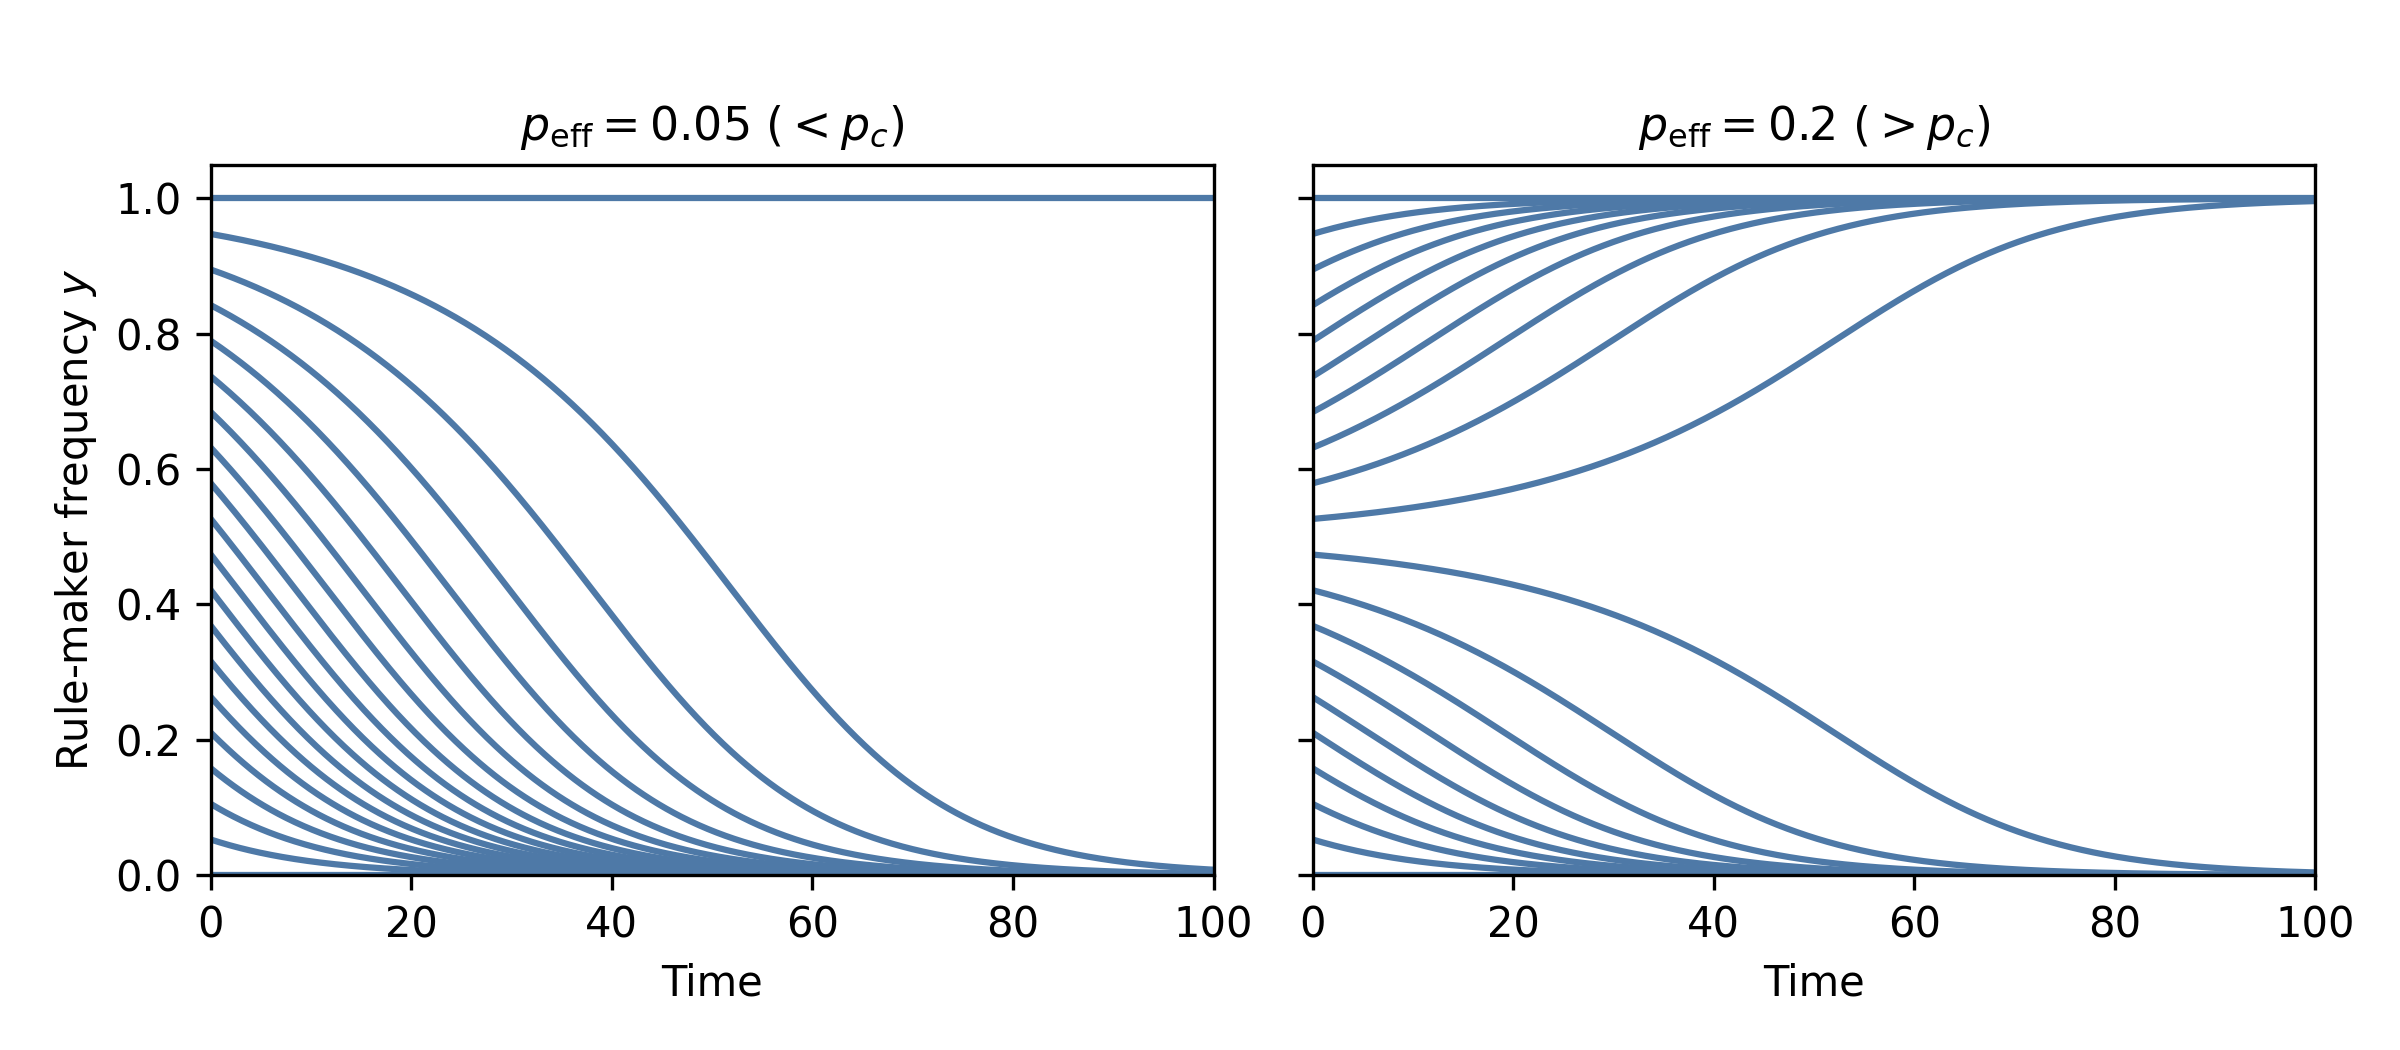 p_eff = 0.05 (< p_c)
p_eff = 0.2 (> p_c)
Rule-maker frequency y
1.0
0.8
0.6
0.4
0.2
0.0
0 20 40 60 80 100
0 20 40 60 80 100
Time
Time